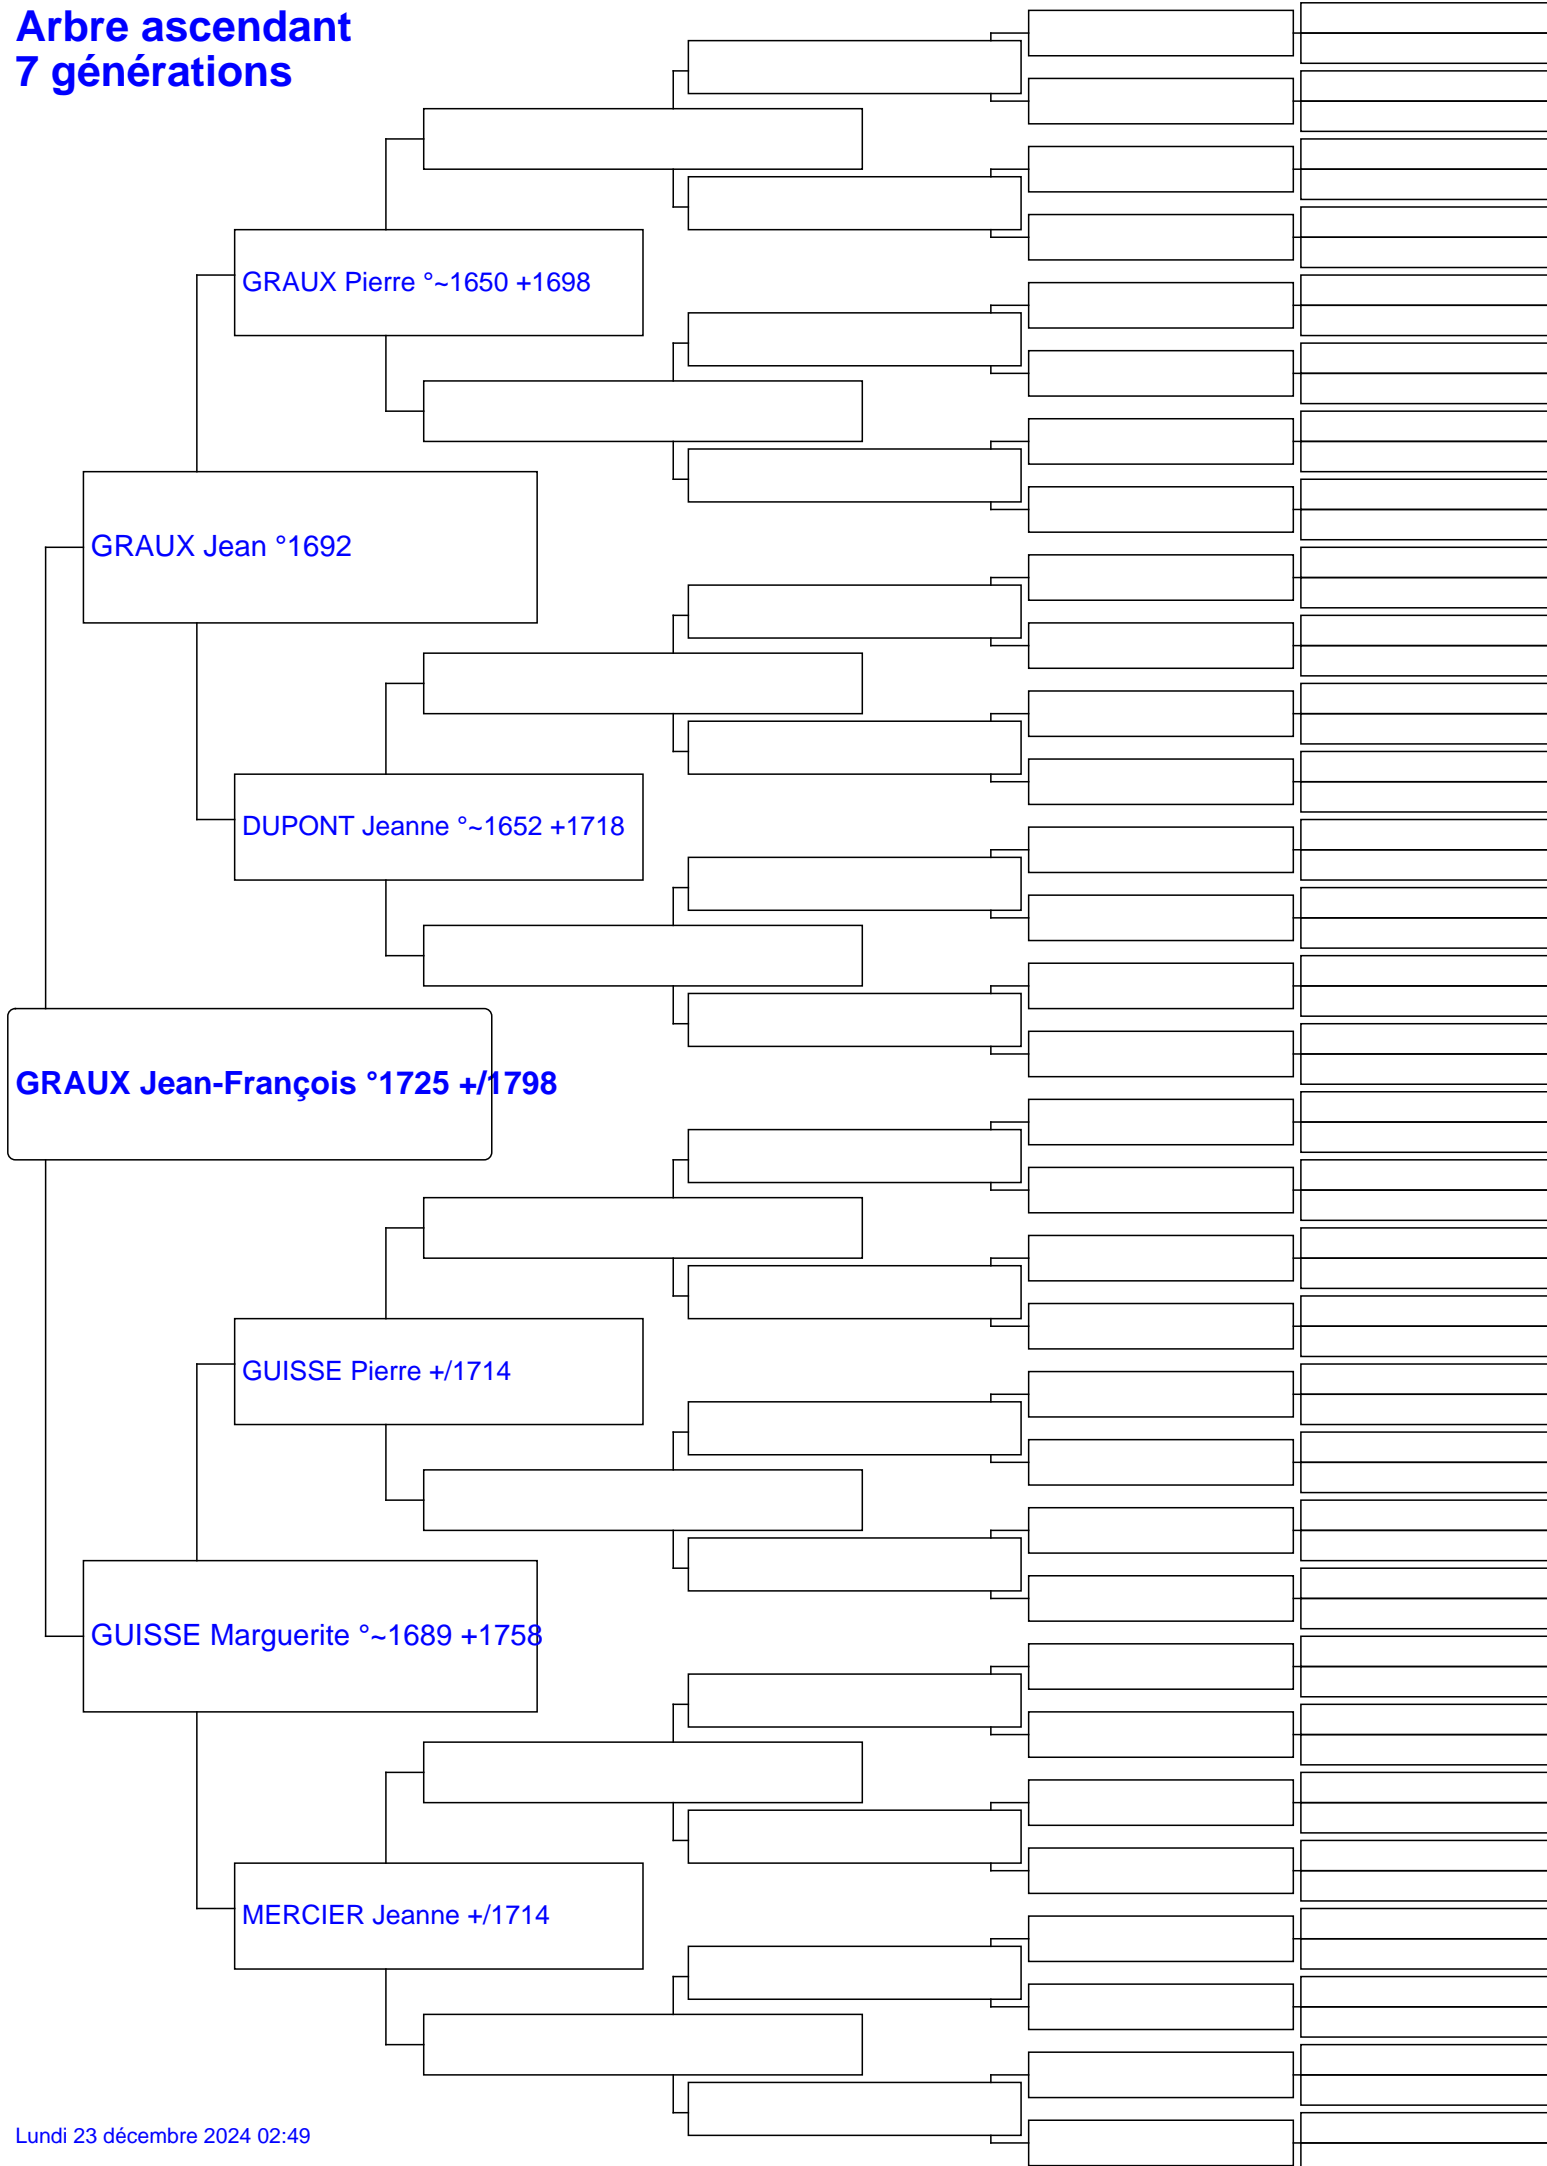 Arbre ascendant
7 générations
GRAUX Pierre °~1650 +1698
GRAUX Jean °1692
DUPONT Jeanne °~1652 +1718
GRAUX Jean-François °1725 +/1798
GUISSE Pierre +/1714
GUISSE Marguerite °~1689 +1758
MERCIER Jeanne +/1714
Lundi 23 décembre 2024 02:49